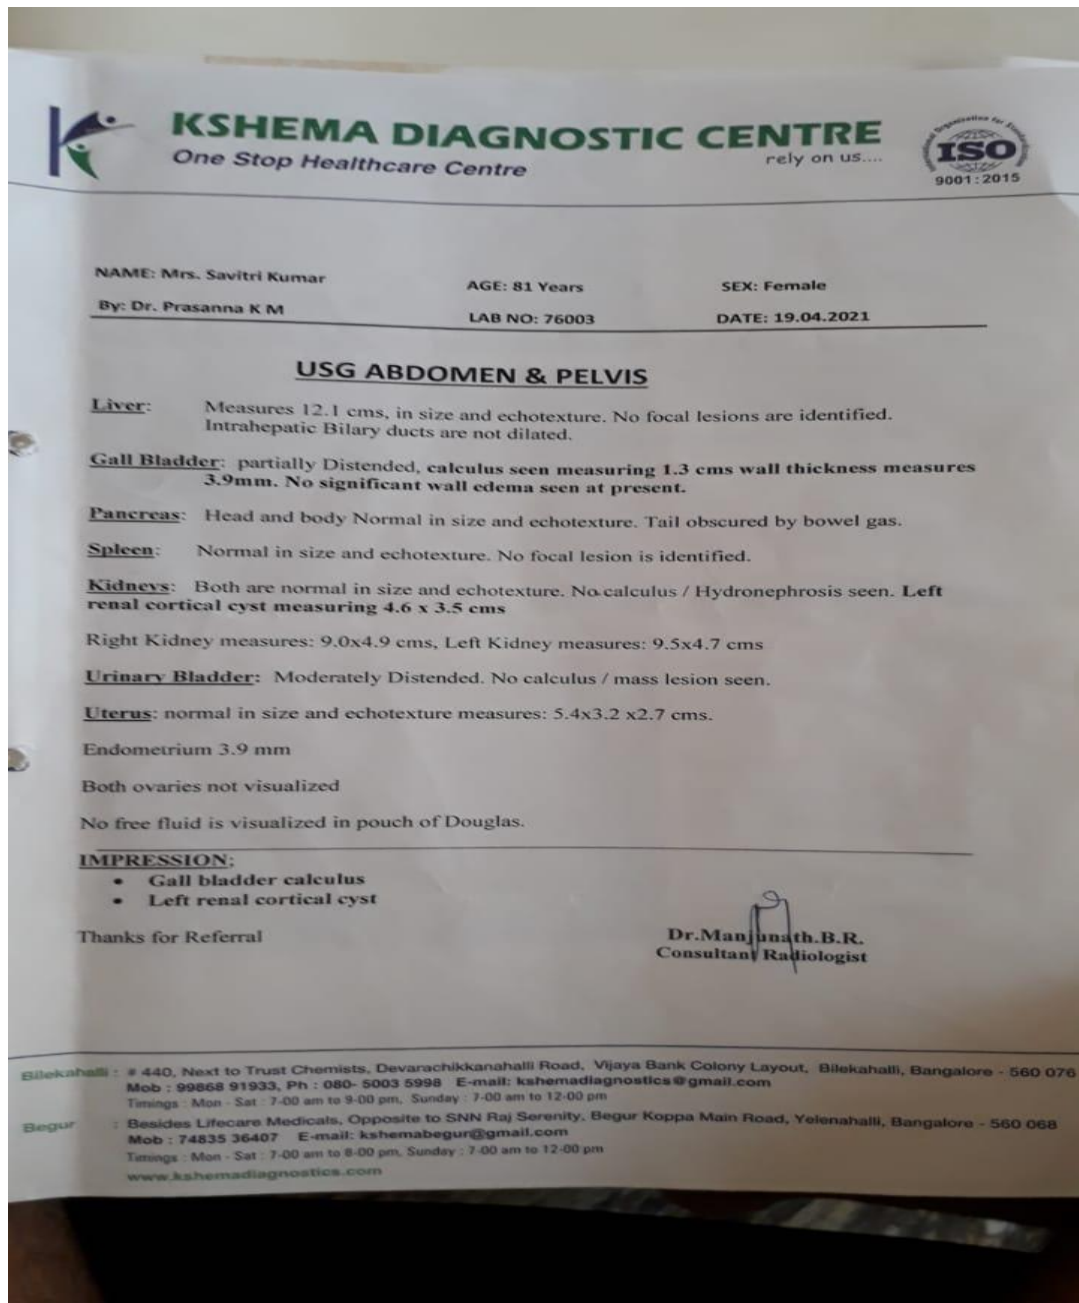 KSHEMA DIAGNOSTIC CENTRE
One Stop Healthcare Centre
rely on us....
International Organisation for Standardization
ISO
9001:2015
NAME: Mrs. Savitri Kumar AGE: 81 Years SEX: Female
By: Dr. Prasanna K M LAB NO: 76003 DATE: 19.04.2021
USG ABDOMEN & PELVIS
Liver: Measures 12.1 cms, in size and echotexture. No focal lesions are identified.
Intrahepatic Bilary ducts are not dilated.
Gall Bladder: partially Distended, calculus seen measuring 1.3 cms wall thickness measures
3.9mm. No significant wall edema seen at present.
Pancreas: Head and body Normal in size and echotexture. Tail obscured by bowel gas.
Spleen: Normal in size and echotexture. No focal lesion is identified.
Kidneys: Both are normal in size and echotexture. No calculus / Hydronephrosis seen. Left
renal cortical cyst measuring 4.6 x 3.5 cms
Right Kidney measures: 9.0x4.9 cms, Left Kidney measures: 9.5x4.7 cms
Urinary Bladder: Moderately Distended. No calculus / mass lesion seen.
Uterus: normal in size and echotexture measures: 5.4x3.2 x2.7 cms.
Endometrium 3.9 mm
Both ovaries not visualized
No free fluid is visualized in pouch of Douglas.
IMPRESSION:
• Gall bladder calculus
• Left renal cortical cyst
Thanks for Referral
Dr.Manjunath.B.R.
Consultant Radiologist
Bilekahalli : # 440, Next to Trust Chemists, Devarachikkanahalli Road, Vijaya Bank Colony Layout, Bilekahalli, Bangalore - 560 076
Mob : 99868 91933, Ph : 080- 5003 5998 E-mail: kshemadiagnostics@gmail.com
Timings : Mon - Sat : 7-00 am to 9-00 pm, Sunday : 7-00 am to 12-00 pm
Begur : Besides Lifecare Medicals, Opposite to SNN Raj Serenity, Begur Koppa Main Road, Yelenahalli, Bangalore - 560 068
Mob : 74835 36407 E-mail: kshemabegur@gmail.com
Timings : Mon - Sat : 7-00 am to 8-00 pm, Sunday : 7-00 am to 12-00 pm
www.kshemadiagnostics.com